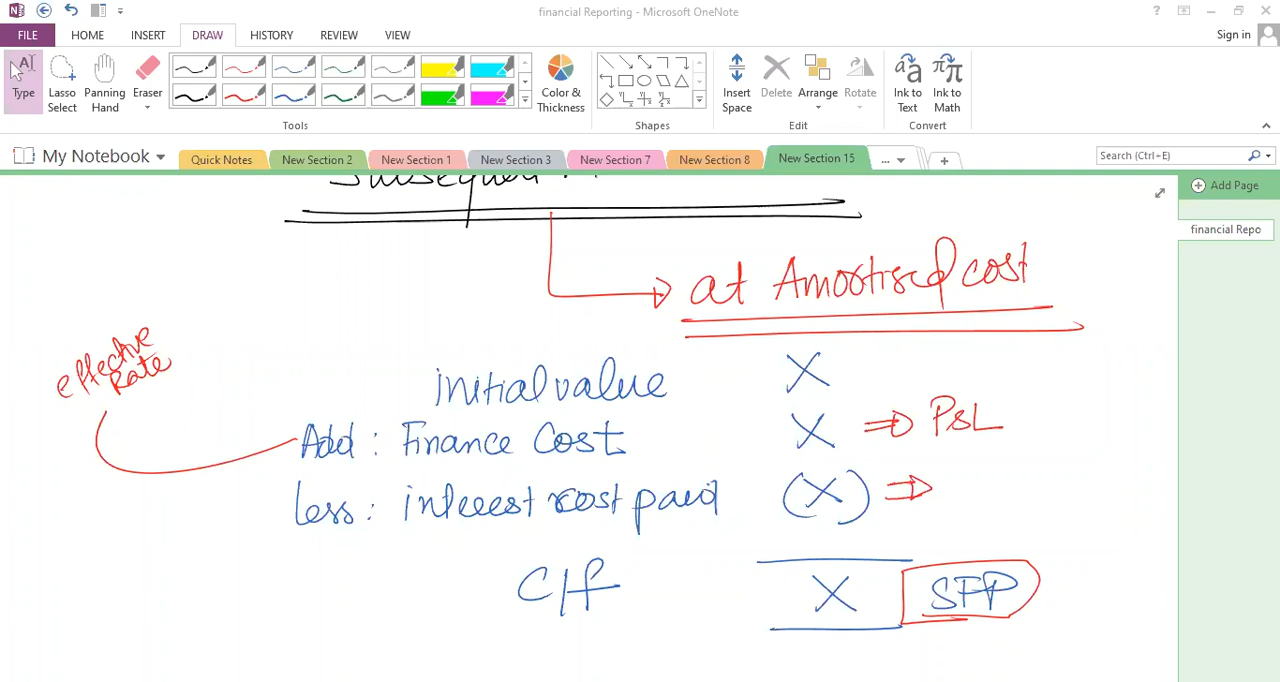 financial Reporting - Microsoft OneNote
Sign in
FILE HOME INSERT DRAW HISTORY REVIEW VIEW
Type
Lasso Select
Panning Hand
Eraser
Color & Thickness
Insert Space
Delete
Arrange
Rotate
Ink to Text
Ink to Math
Tools
Shapes
Edit
Convert
My Notebook
Quick Notes
New Section 2
New Section 1
New Section 3
New Section 7
New Section 8
New Section 15
...
Search (Ctrl+E)
Add Page
financial Repo
at Amortised cost
effective Rate
initial value X
Add: Finance Cost X ⇒ P&L
less: interest cost paid (X) ⇒
C/f X SFP